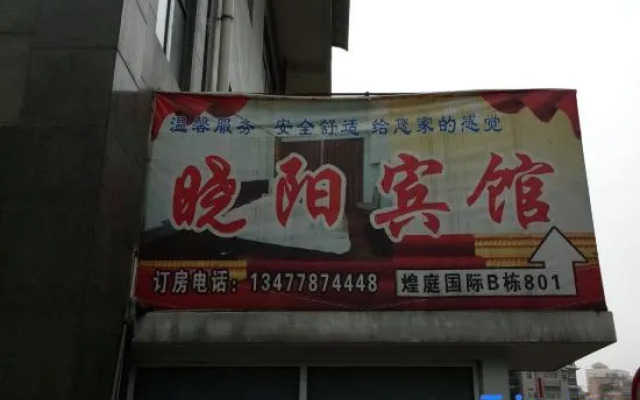 温馨服务 安全舒适 给您家的感觉
晓阳宾馆
订房电话：13477874448 煌庭国际B栋801